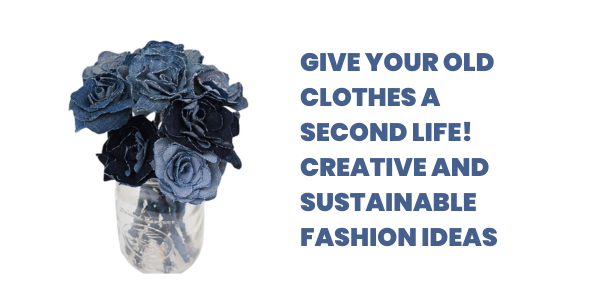 GIVE YOUR OLD
CLOTHES A
SECOND LIFE!
CREATIVE AND
SUSTAINABLE
FASHION IDEAS